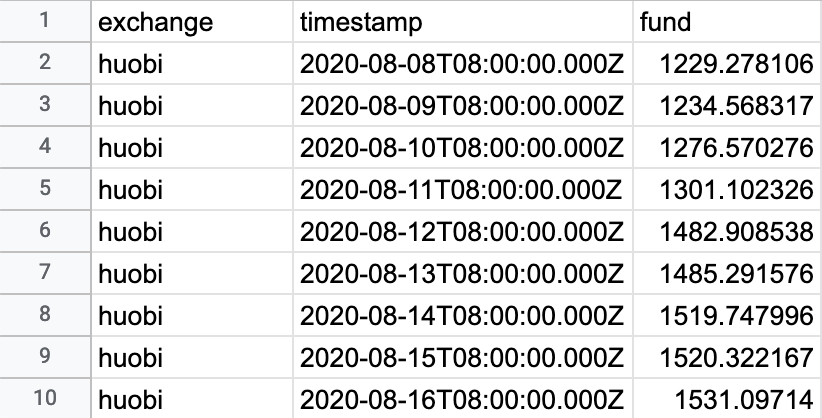 1 exchange timestamp fund
2 huobi 2020-08-08T08:00:00.000Z 1229.278106
3 huobi 2020-08-09T08:00:00.000Z 1234.568317
4 huobi 2020-08-10T08:00:00.000Z 1276.570276
5 huobi 2020-08-11T08:00:00.000Z 1301.102326
6 huobi 2020-08-12T08:00:00.000Z 1482.908538
7 huobi 2020-08-13T08:00:00.000Z 1485.291576
8 huobi 2020-08-14T08:00:00.000Z 1519.747996
9 huobi 2020-08-15T08:00:00.000Z 1520.322167
10 huobi 2020-08-16T08:00:00.000Z 1531.09714